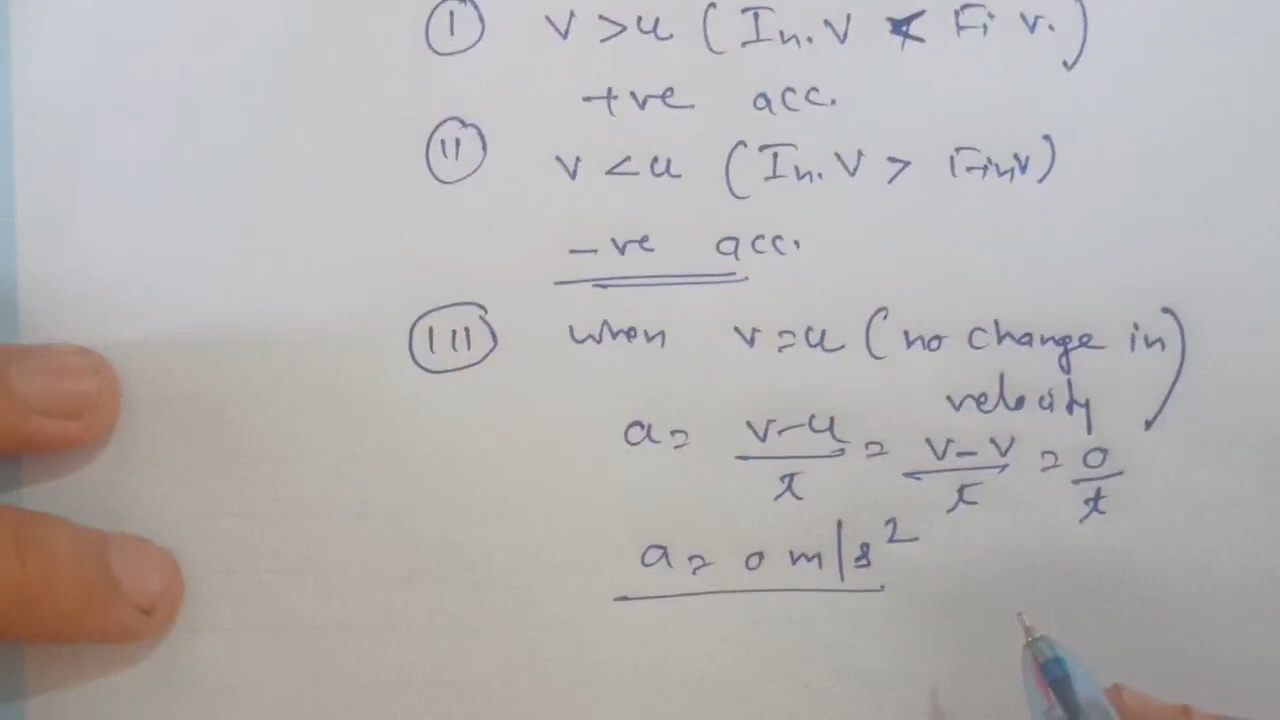 I v > u ( In. V < Fi v. )
+ve acc.
II v < u ( In. V > Fin V )
-ve acc.
III when v = u ( no change in
velocity )
a = v-u/t = v-v/t = 0/t
a = 0 m/s²